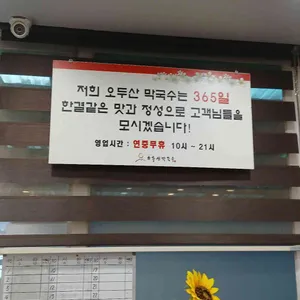 저희 오두산 막국수는 365일
한결같은 맛과 정성으로 고객님들을
모시겠습니다!
영업시간 : 연중무휴 10시 - 21시